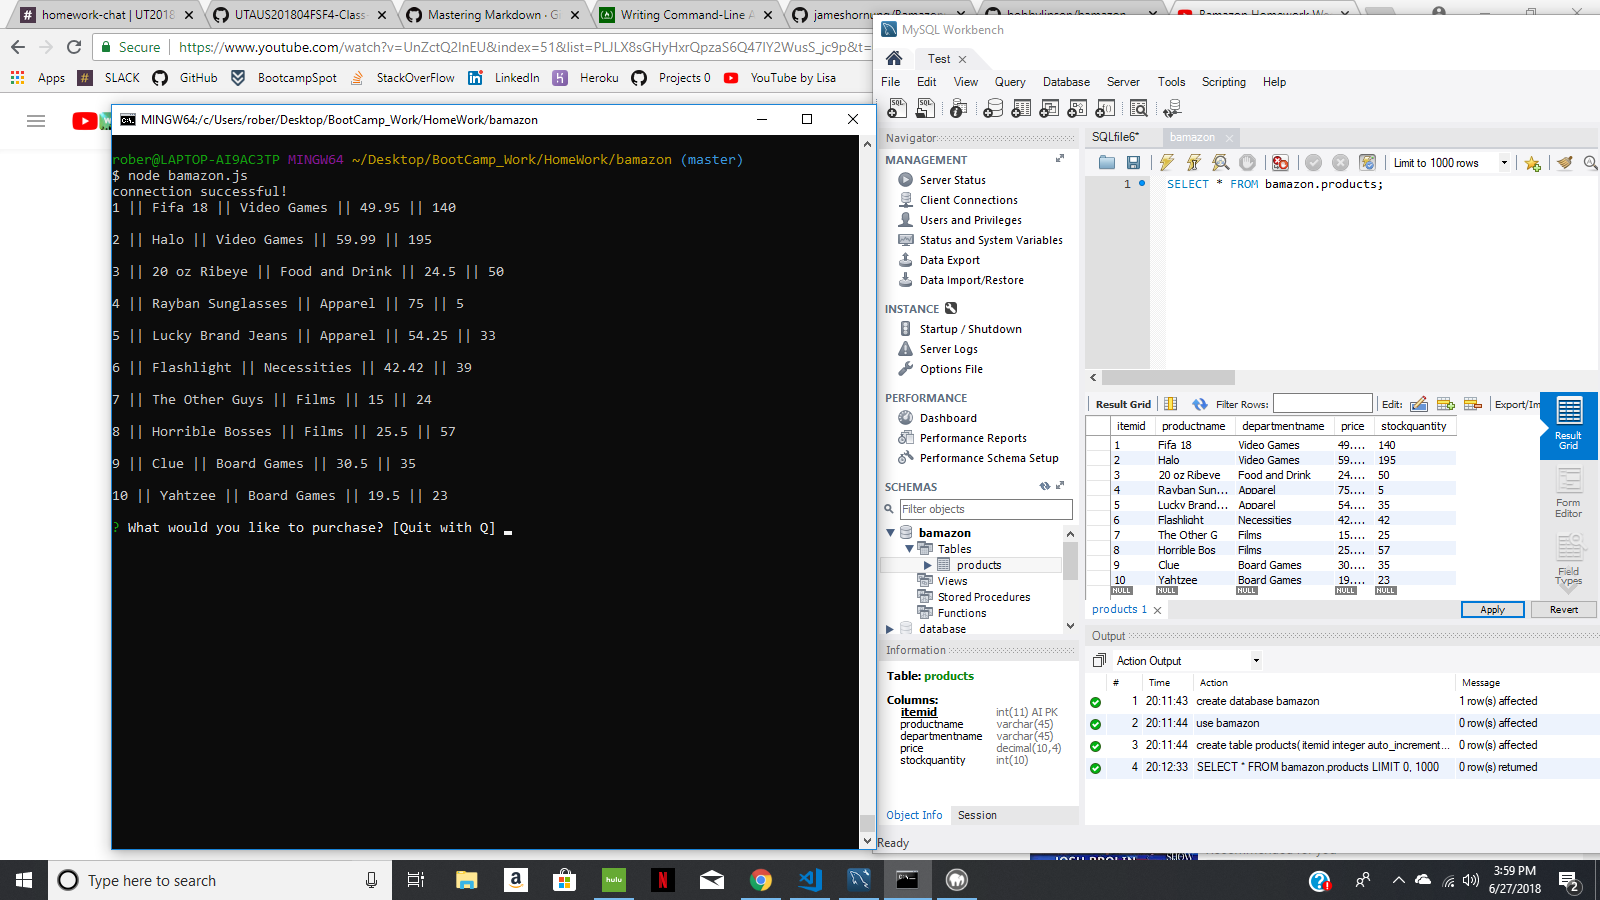 homework-chat | UT2018
UTAUS201804FSF4-Class-
Mastering Markdown · Gi
Writing Command-Line A
jameshornung/Bamazon
bobbylinson/bamazon
Bamazon Homework Wa
Secure | https://www.youtube.com/watch?v=UnZctQ2InEU&index=51&list=PLJLX8sGHyHxrQpzaS6Q47IY2WusS_jc9p&t=
Apps SLACK GitHub BootcampSpot StackOverFlow LinkedIn Heroku Projects 0 YouTube by Lisa
MINGW64:/c/Users/rober/Desktop/BootCamp_Work/HomeWork/bamazon
rober@LAPTOP-AI9AC3TP MINGW64 ~/Desktop/BootCamp_Work/HomeWork/bamazon (master)
$ node bamazon.js
connection successful!
1 || Fifa 18 || Video Games || 49.95 || 140
2 || Halo || Video Games || 59.99 || 195
3 || 20 oz Ribeye || Food and Drink || 24.5 || 50
4 || Rayban Sunglasses || Apparel || 75 || 5
5 || Lucky Brand Jeans || Apparel || 54.25 || 33
6 || Flashlight || Necessities || 42.42 || 39
7 || The Other Guys || Films || 15 || 24
8 || Horrible Bosses || Films || 25.5 || 57
9 || Clue || Board Games || 30.5 || 35
10 || Yahtzee || Board Games || 19.5 || 23
? What would you like to purchase? [Quit with Q]
MySQL Workbench
Test
File Edit View Query Database Server Tools Scripting Help
Navigator
MANAGEMENT
Server Status
Client Connections
Users and Privileges
Status and System Variables
Data Export
Data Import/Restore
INSTANCE
Startup / Shutdown
Server Logs
Options File
PERFORMANCE
Dashboard
Performance Reports
Performance Schema Setup
SCHEMAS
Filter objects
bamazon
Tables
products
Views
Stored Procedures
Functions
database
Information
Table: products
Columns:
itemid int(11) AI PK
productname varchar(45)
departmentname varchar(45)
price decimal(10,4)
stockquantity int(10)
Object Info Session
Ready
SQLfile6* bamazon
Limit to 1000 rows
1 SELECT * FROM bamazon.products;
Result Grid Filter Rows: Edit: Export/Im
itemid productname departmentname price stockquantity
1 Fifa 18 Video Games 49.... 140
2 Halo Video Games 59.... 195
3 20 oz Ribeye Food and Drink 24.... 50
4 Rayban Sun... Apparel 75.... 5
5 Lucky Brand... Apparel 54.... 35
6 Flashlight Necessities 42.... 42
7 The Other G Films 15.... 25
8 Horrible Bos Films 25.... 57
9 Clue Board Games 30.... 35
10 Yahtzee Board Games 19.... 23
NULL NULL NULL NULL NULL
Result Grid
Form Editor
Field Types
products 1 Apply Revert
Output
Action Output
# Time Action Message
1 20:11:43 create database bamazon 1 row(s) affected
2 20:11:44 use bamazon 0 row(s) affected
3 20:11:44 create table products( itemid integer auto_increment... 0 row(s) affected
4 20:12:33 SELECT * FROM bamazon.products LIMIT 0, 1000 0 row(s) returned
JOSH BROLIN SHOW
Recommended for you
Type here to search
hulu
3:59 PM
6/27/2018
2